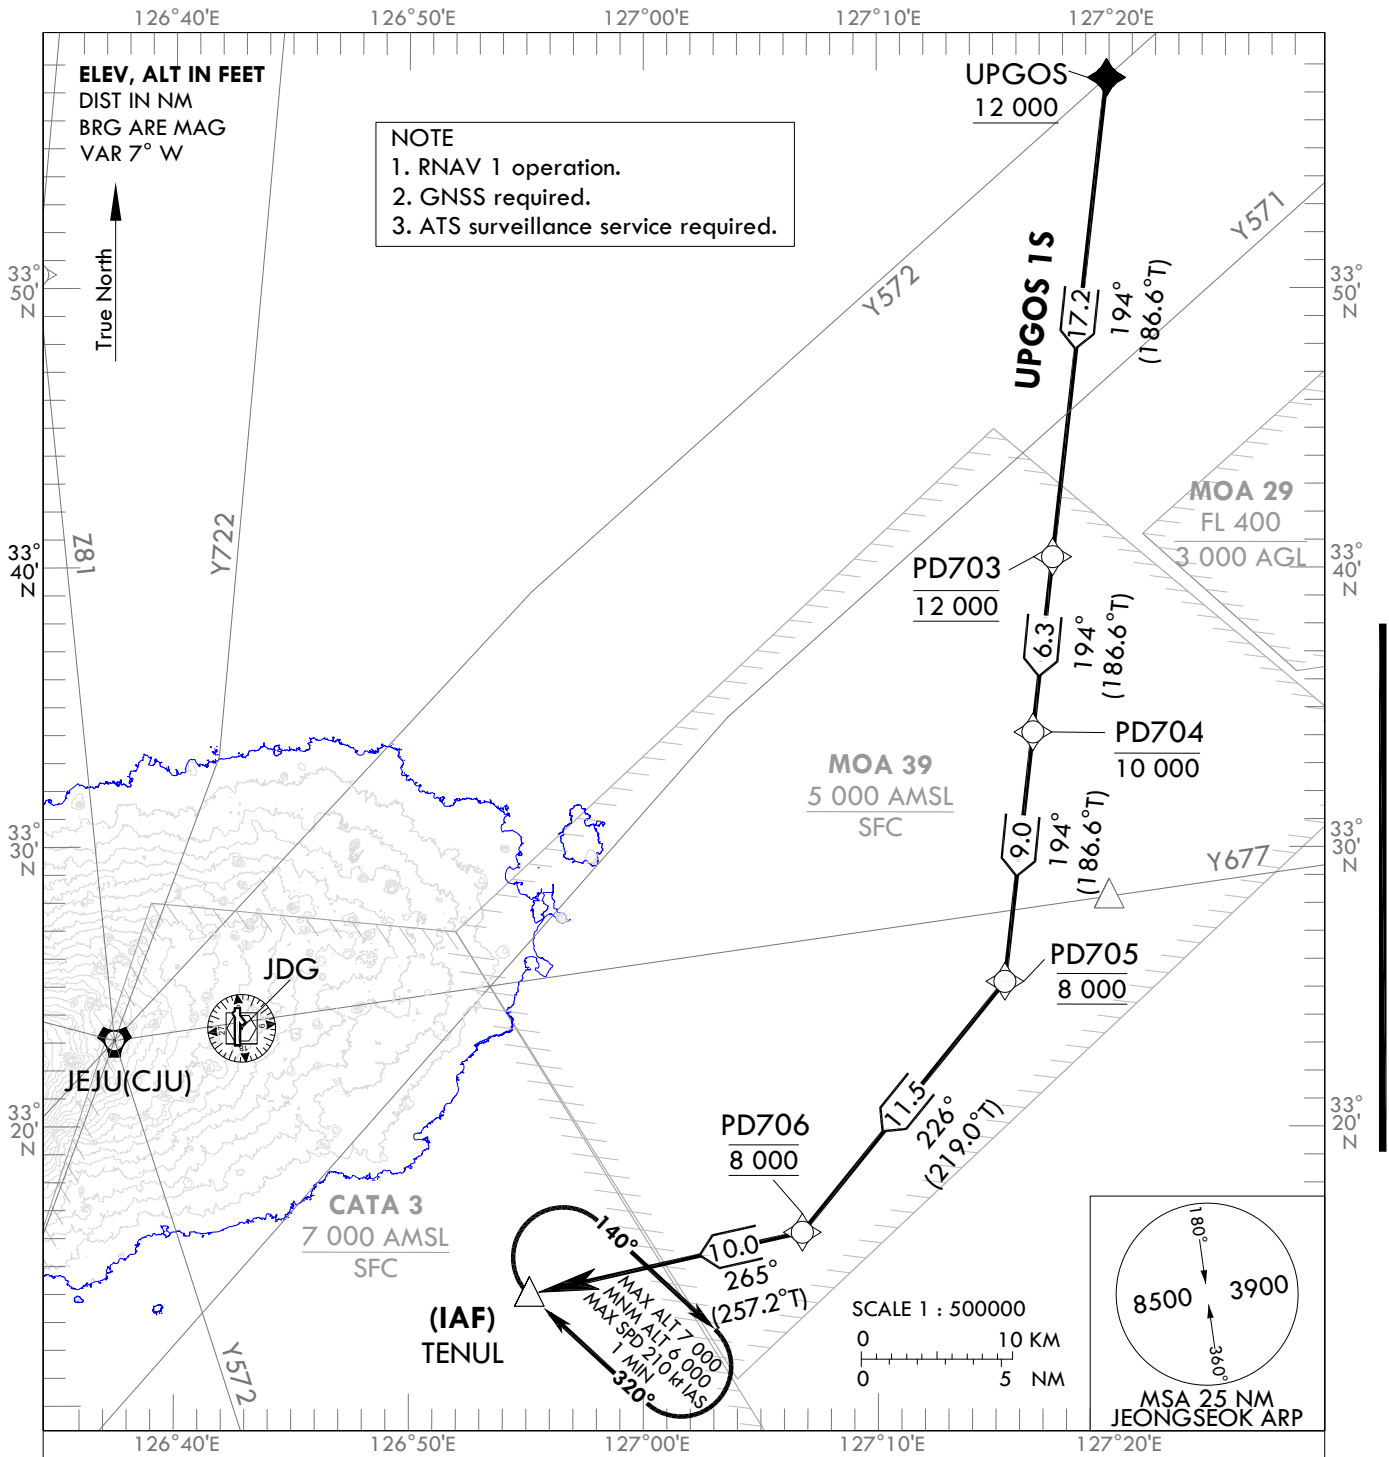 126°40'E
126°50'E
127°00'E
127°10'E
127°20'E
ELEV, ALT IN FEET
DIST IN NM
BRG ARE MAG
VAR 7° W
True North
NOTE
1. RNAV 1 operation.
2. GNSS required.
3. ATS surveillance service required.
UPGOS
12 000
Y571
Y572
UPGOS 1S
17.2
194°
(186.6°T)
33°
50'
N
33°
50'
N
Z81
Y722
MOA 29
FL 400
3 000 AGL
33°
40'
N
33°
40'
N
PD703
12 000
6.3
194°
(186.6°T)
PD704
10 000
MOA 39
5 000 AMSL
SFC
9.0
194°
(186.6°T)
33°
30'
N
33°
30'
N
Y677
JDG
JEJU(CJU)
PD705
8 000
11.5
226°
(219.0°T)
33°
20'
N
33°
20'
N
PD706
8 000
10.0
265°
(257.2°T)
CATA 3
7 000 AMSL
SFC
140°
MAX ALT 7 000
MNM ALT 6 000
MAX SPD 210 kt IAS
1 MIN
320°
(IAF)
TENUL
Y572
SCALE 1 : 500000
0
10 KM
0
5
NM
180°
8500
3900
360°
MSA 25 NM
JEONGSEOK ARP
126°40'E
126°50'E
127°00'E
127°10'E
127°20'E